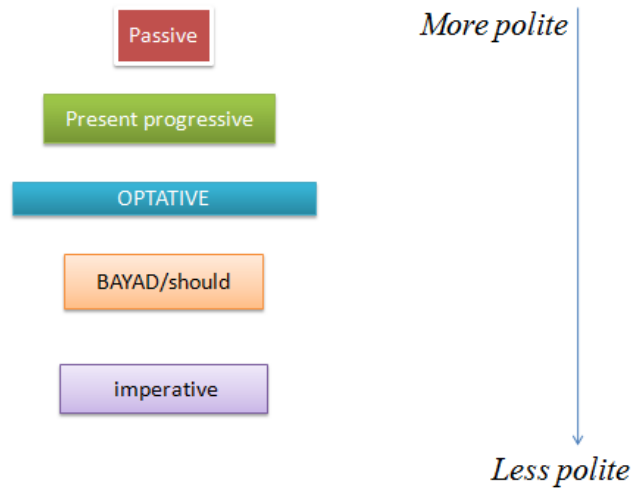 Passive
More polite
Present progressive
OPTATIVE
BAYAD/should
imperative
Less polite